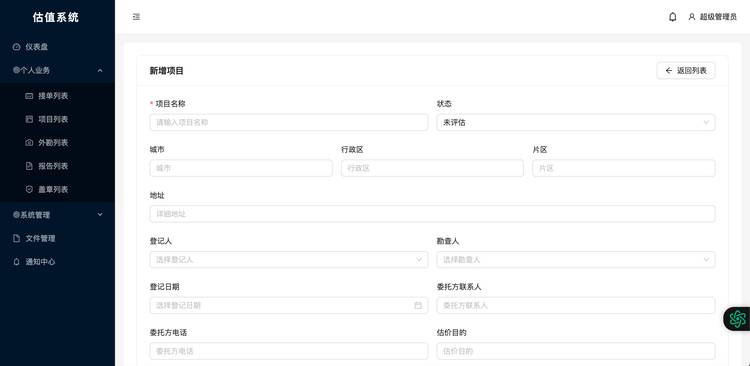 估值系统
超级管理员
仪表盘
个人业务
接单列表
项目列表
外勘列表
报告列表
盖章列表
系统管理
文件管理
通知中心
新增项目
返回列表
* 项目名称
状态
请输入项目名称
未评估
城市
行政区
片区
城市
行政区
片区
地址
详细地址
登记人
勘查人
选择登记人
选择勘查人
登记日期
委托方联系人
选择登记日期
委托方联系人
委托方电话
估价目的
委托方电话
估价目的